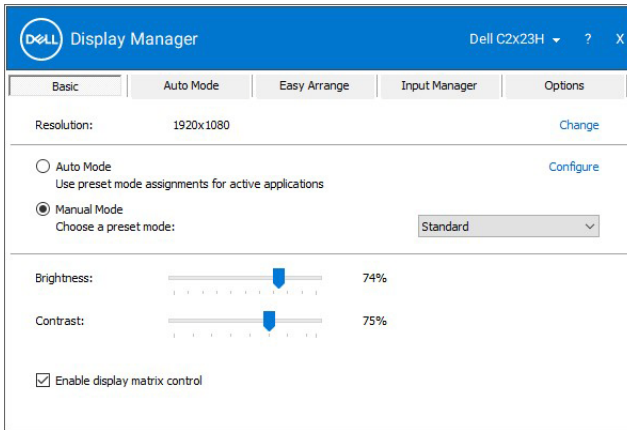 DELL Display Manager Dell C2x23H ? X
Basic Auto Mode Easy Arrange Input Manager Options
Resolution: 1920x1080 Change
Auto Mode Configure
Use preset mode assignments for active applications
Manual Mode
Choose a preset mode: Standard
Brightness: 74%
Contrast: 75%
Enable display matrix control